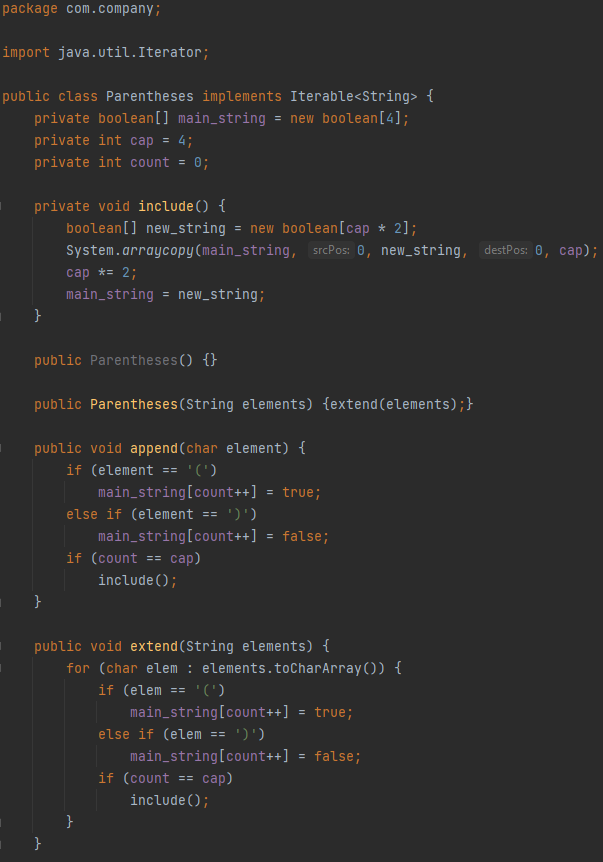 package com.company;
import java.util.Iterator;
public class Parentheses implements Iterable<String> {
    private boolean[] main_string = new boolean[4];
    private int cap = 4;
    private int count = 0;
    private void include() {
        boolean[] new_string = new boolean[cap * 2];
        System.arraycopy(main_string, srcPos: 0, new_string, destPos: 0, cap);
        cap *= 2;
        main_string = new_string;
    }
    public Parentheses() {}
    public Parentheses(String elements) {extend(elements);}
    public void append(char element) {
        if (element == '(')
            main_string[count++] = true;
        else if (element == ')')
            main_string[count++] = false;
        if (count == cap)
            include();
    }
    public void extend(String elements) {
        for (char elem : elements.toCharArray()) {
            if (elem == '(')
                main_string[count++] = true;
            else if (elem == ')')
                main_string[count++] = false;
            if (count == cap)
                include();
        }
    }